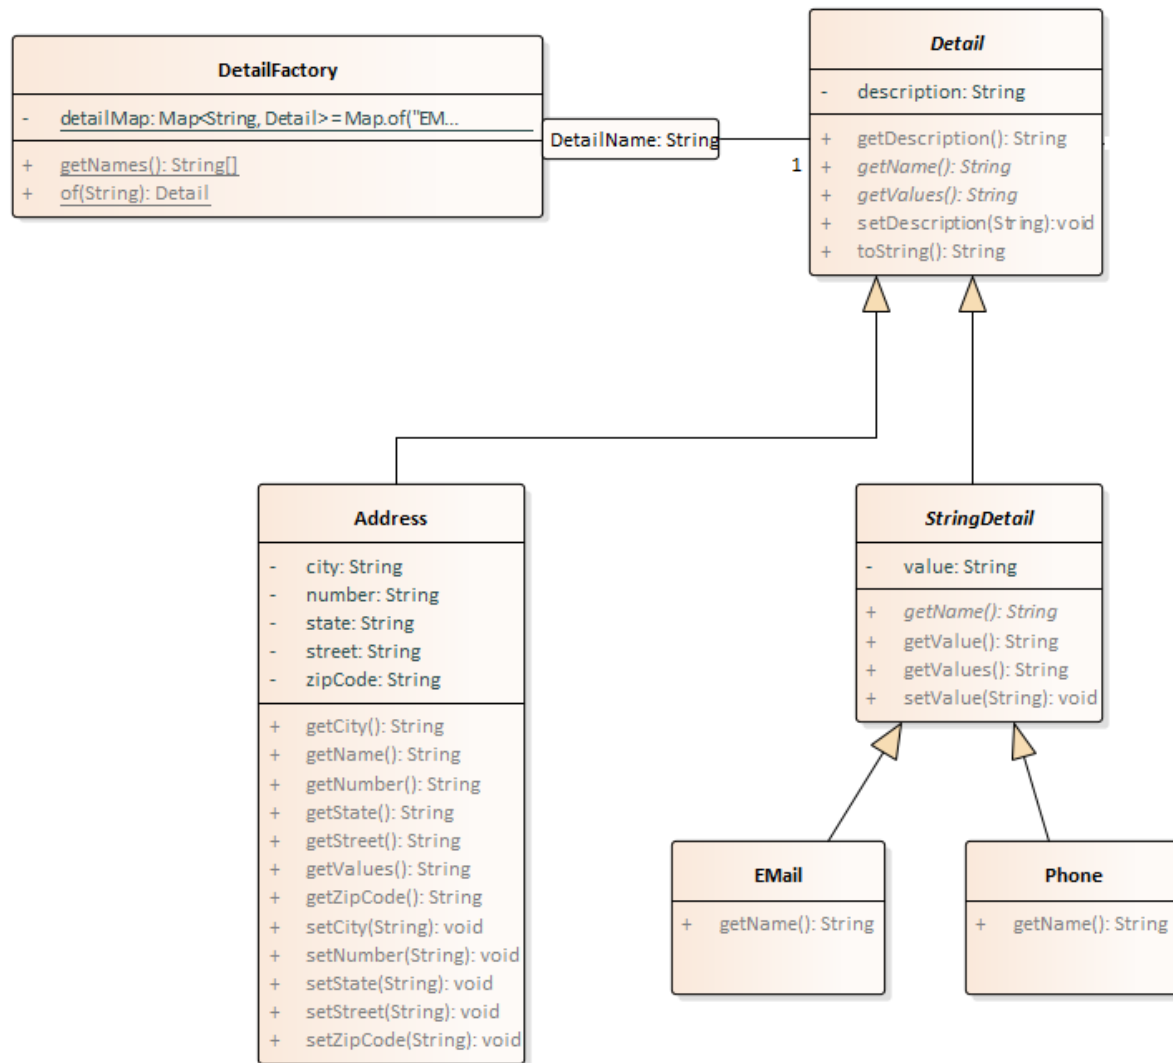 DetailFactory
- detailMap: Map<String, Detail> = Map.of("EM...
+ getNames(): String[]
+ of(String): Detail
DetailName: String
1
Detail
- description: String
+ getDescription(): String
+ getName(): String
+ getValues(): String
+ setDescription(String):void
+ toString(): String
Address
- city: String
- number: String
- state: String
- street: String
- zipCode: String
+ getCity(): String
+ getName(): String
+ getNumber(): String
+ getState(): String
+ getStreet(): String
+ getValues(): String
+ getZipCode(): String
+ setCity(String): void
+ setNumber(String): void
+ setState(String): void
+ setStreet(String): void
+ setZipCode(String): void
StringDetail
- value: String
+ getName(): String
+ getValue(): String
+ getValues(): String
+ setValue(String): void
EMail
+ getName(): String
Phone
+ getName(): String